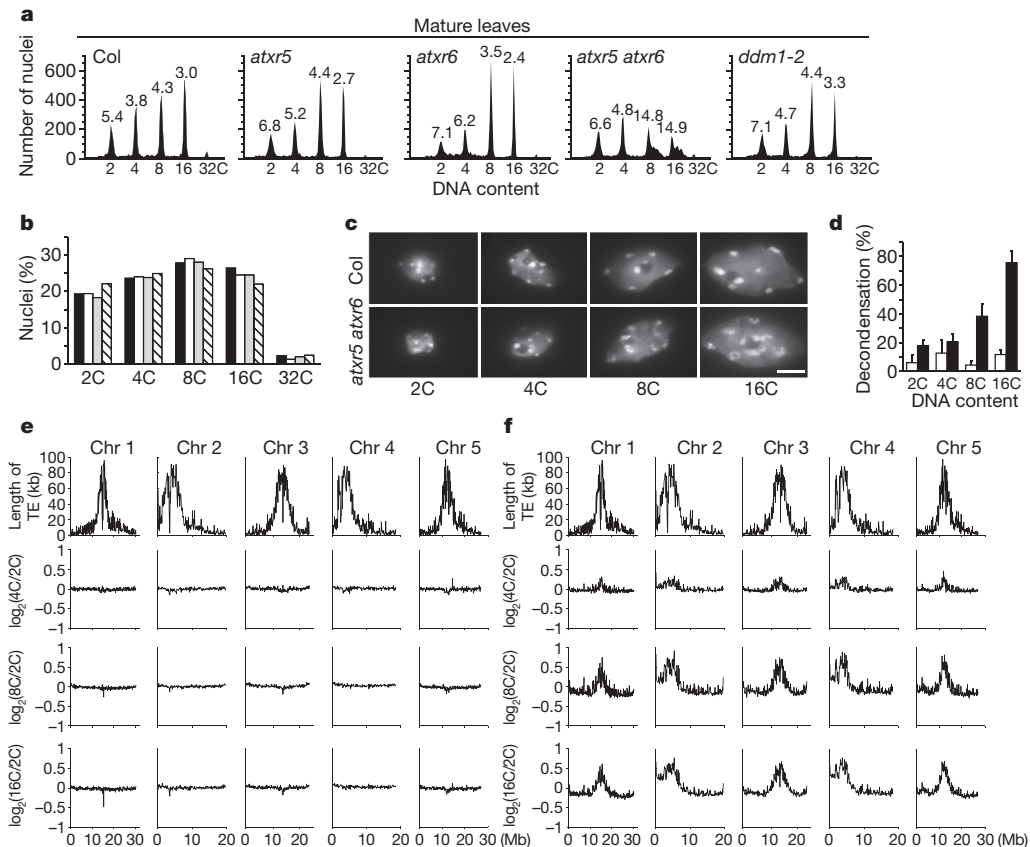 a
Mature leaves
Number of nuclei
600
400
200
0
Col
5.4 3.8 4.3 3.0
2 4 8 16 32C
atxr5
6.8 5.2 4.4 2.7
2 4 8 16 32C
atxr6
7.1 6.2 3.5 2.4
2 4 8 16 32C
atxr5 atxr6
6.6 4.8 14.8 14.9
2 4 8 16 32C
ddm1-2
7.1 4.7 4.4 3.3
2 4 8 16 32C
DNA content
b
Nuclei (%)
30
20
10
0
2C 4C 8C 16C 32C
c
Col
atxr5 atxr6
2C 4C 8C 16C
d
Decondensation (%)
80
60
40
20
0
2C 4C 8C 16C
DNA content
e
Chr 1 Chr 2 Chr 3 Chr 4 Chr 5
Length of
TE (kb)
100
80
60
40
20
0
log2(4C/2C)
1
0.5
0
−0.5
−1
log2(8C/2C)
1
0.5
0
−0.5
−1
log2(16C/2C)
1
0.5
0
−0.5
−1
0 10 20 30 0 10 20 0 10 20 0 10 20 0 10 20 30 (Mb)
f
Chr 1 Chr 2 Chr 3 Chr 4 Chr 5
Length of
TE (kb)
100
80
60
40
20
0
log2(4C/2C)
1
0.5
0
−0.5
−1
log2(8C/2C)
1
0.5
0
−0.5
−1
log2(16C/2C)
1
0.5
0
−0.5
−1
0 10 20 30 0 10 20 0 10 20 0 10 20 0 10 20 30 (Mb)